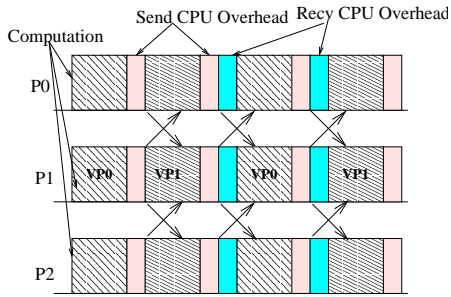 Send CPU Overhead
Recv CPU Overhead
Computation
P0
P1
VP0
VP1
VP0
VP1
P2